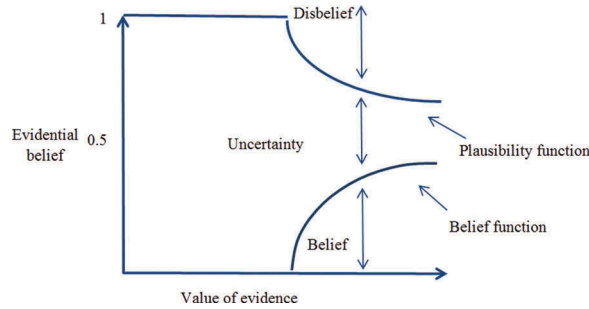 1
Disbelief
Evidential
belief
0.5
Uncertainty
Plausibility function
Belief
Belief function
Value of evidence